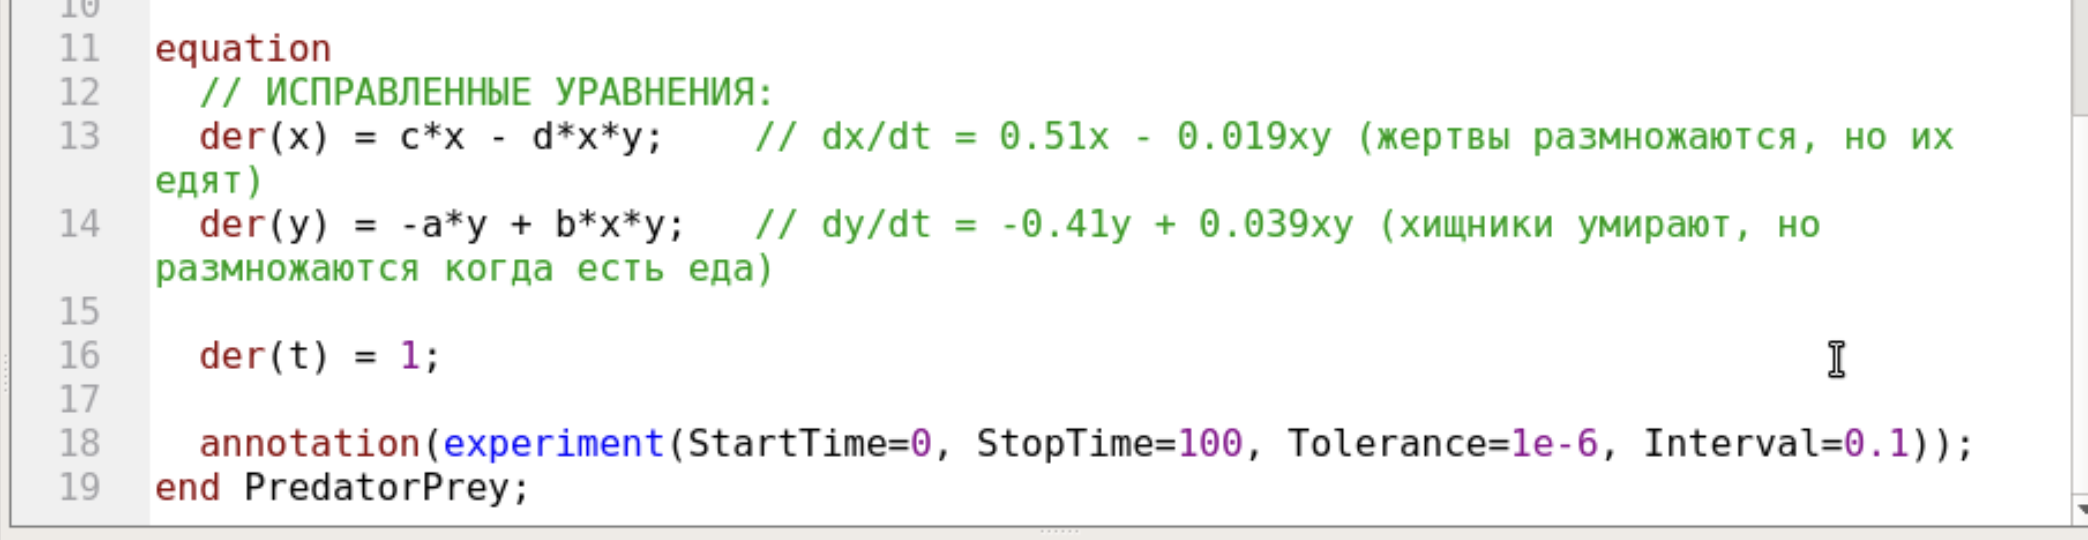 10
11 equation
12 // ИСПРАВЛЕННЫЕ УРАВНЕНИЯ:
13 der(x) = c*x - d*x*y; // dx/dt = 0.51x - 0.019xy (жертвы размножаются, но их
едят)
14 der(y) = -a*y + b*x*y; // dy/dt = -0.41y + 0.039xy (хищники умирают, но
размножаются когда есть еда)
15
16 der(t) = 1;
17
18 annotation(experiment(StartTime=0, StopTime=100, Tolerance=1e-6, Interval=0.1));
19 end PredatorPrey;